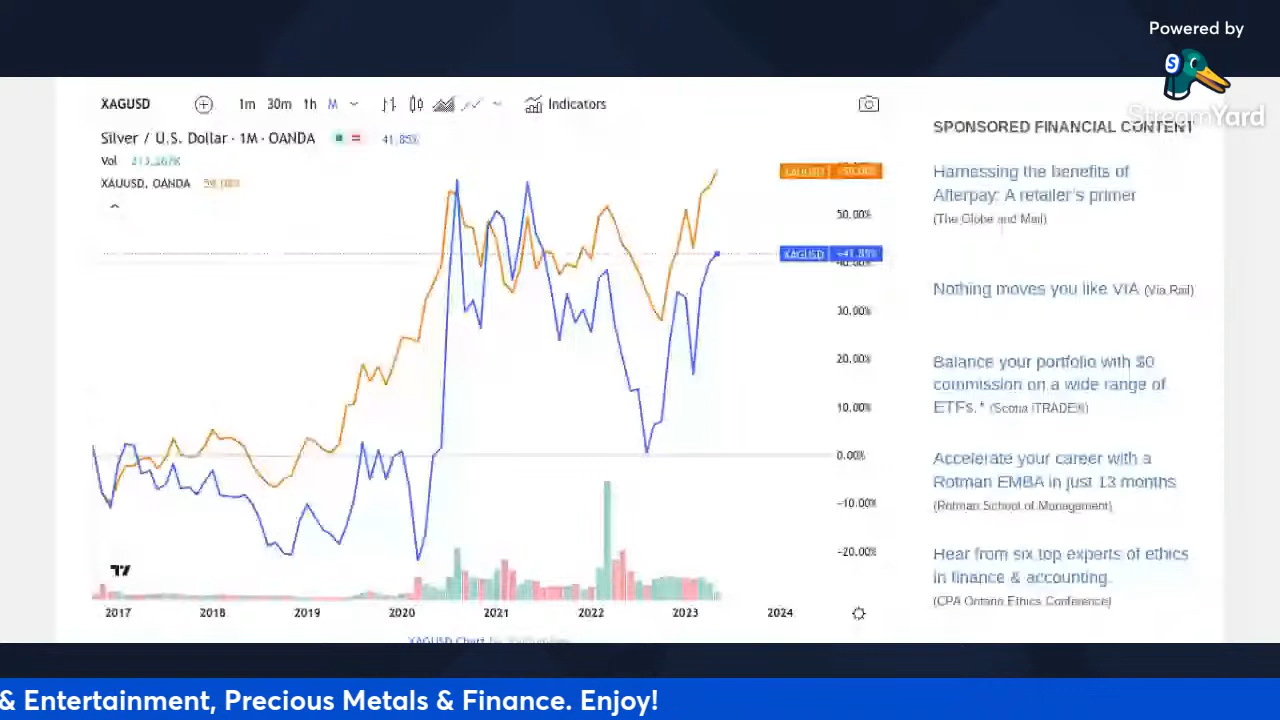 Powered by
StreamYard
XAGUSD 1m 30m 1h M Indicators
Silver / U.S. Dollar · 1M · OANDA 41.85%
Vol
XAUUSD, OANDA
50.00%
XAGUSD +41.85%
40.00%
30.00%
20.00%
10.00%
0.00%
−10.00%
−20.00%
2017 2018 2019 2020 2021 2022 2023 2024
XAGUSD Chart by
SPONSORED FINANCIAL CONTENT
Harnessing the benefits of
Afterpay: A retailer's primer
(The Globe and Mail)
Nothing moves you like VIA (Via Rail)
Balance your portfolio with $0
commission on a wide range of
ETFs.* (Scotia iTRADE®)
Accelerate your career with a
Rotman EMBA in just 13 months
(Rotman School of Management)
Hear from six top experts of ethics
in finance & accounting.
(CPA Ontario Ethics Conference)
& Entertainment, Precious Metals & Finance. Enjoy!